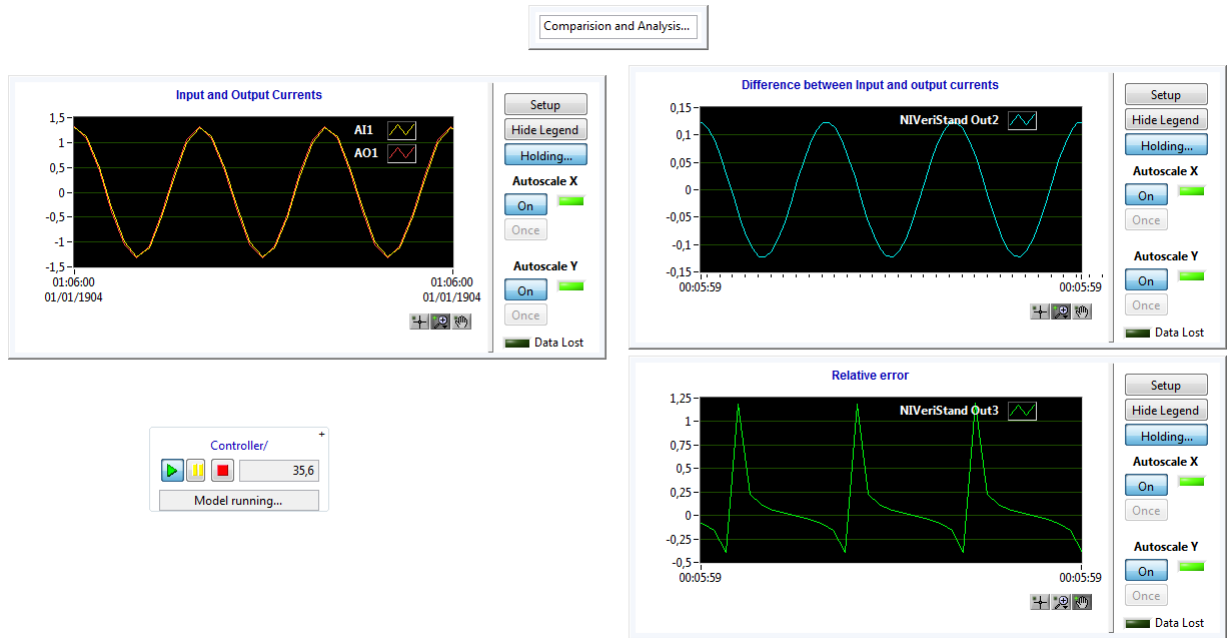 Comparision and Analysis...
Input and Output Currents
AI1
AO1
1,5
1
0,5
0
-0,5
-1
-1,5
01:06:00
01/01/1904
01:06:00
01/01/1904
Setup
Hide Legend
Holding...
Autoscale X
On
Once
Autoscale Y
On
Once
Data Lost
Difference between Input and output currents
NIVeriStand Out2
0,15
0,1
0,05
0
-0,05
-0,1
-0,15
00:05:59
00:05:59
Setup
Hide Legend
Holding...
Autoscale X
On
Once
Autoscale Y
On
Once
Data Lost
Controller/
+
35,6
Model running...
Relative error
NIVeriStand Out3
1,25
1
0,75
0,5
0,25
0
-0,25
-0,5
00:05:59
00:05:59
Setup
Hide Legend
Holding...
Autoscale X
On
Once
Autoscale Y
On
Once
Data Lost